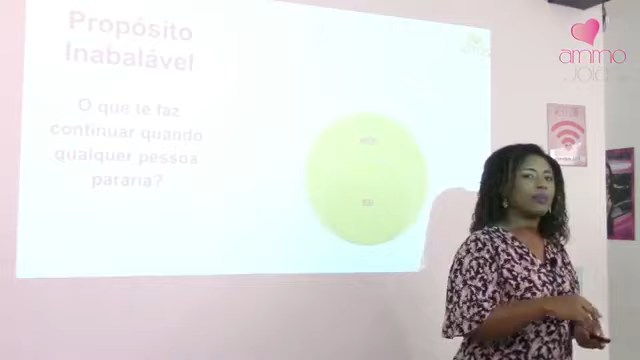 Propósito
Inabalável
O que te faz
continuar quando
qualquer pessoa
pararia?
ammo
Joia